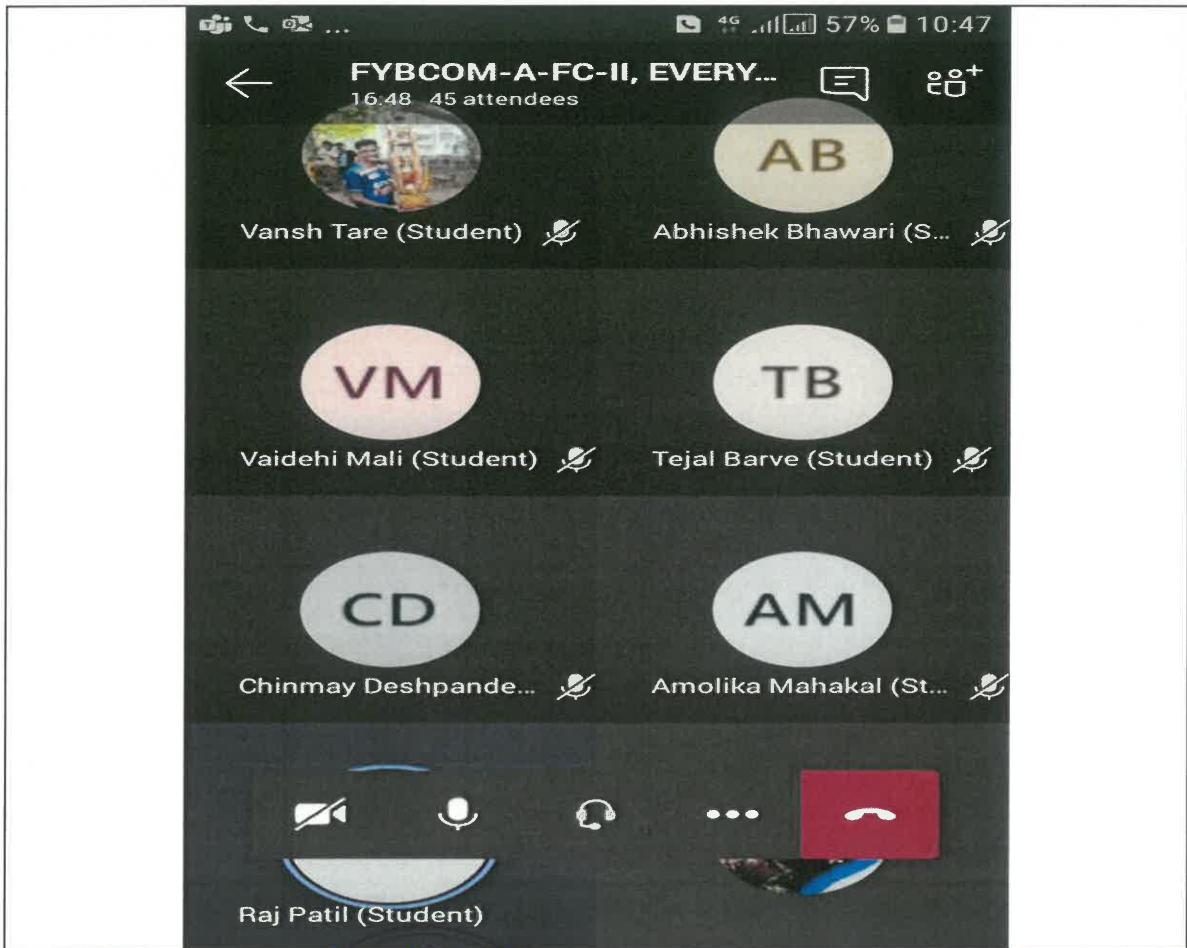 ... 4G 57% 10:47
FYBCOM-A-FC-II, EVERY...
16:48 45 attendees
AB
Vansh Tare (Student) Abhishek Bhawari (S...
VM TB
Vaidehi Mali (Student) Tejal Barve (Student)
CD AM
Chinmay Deshpande... Amolika Mahakal (St...
Raj Patil (Student)